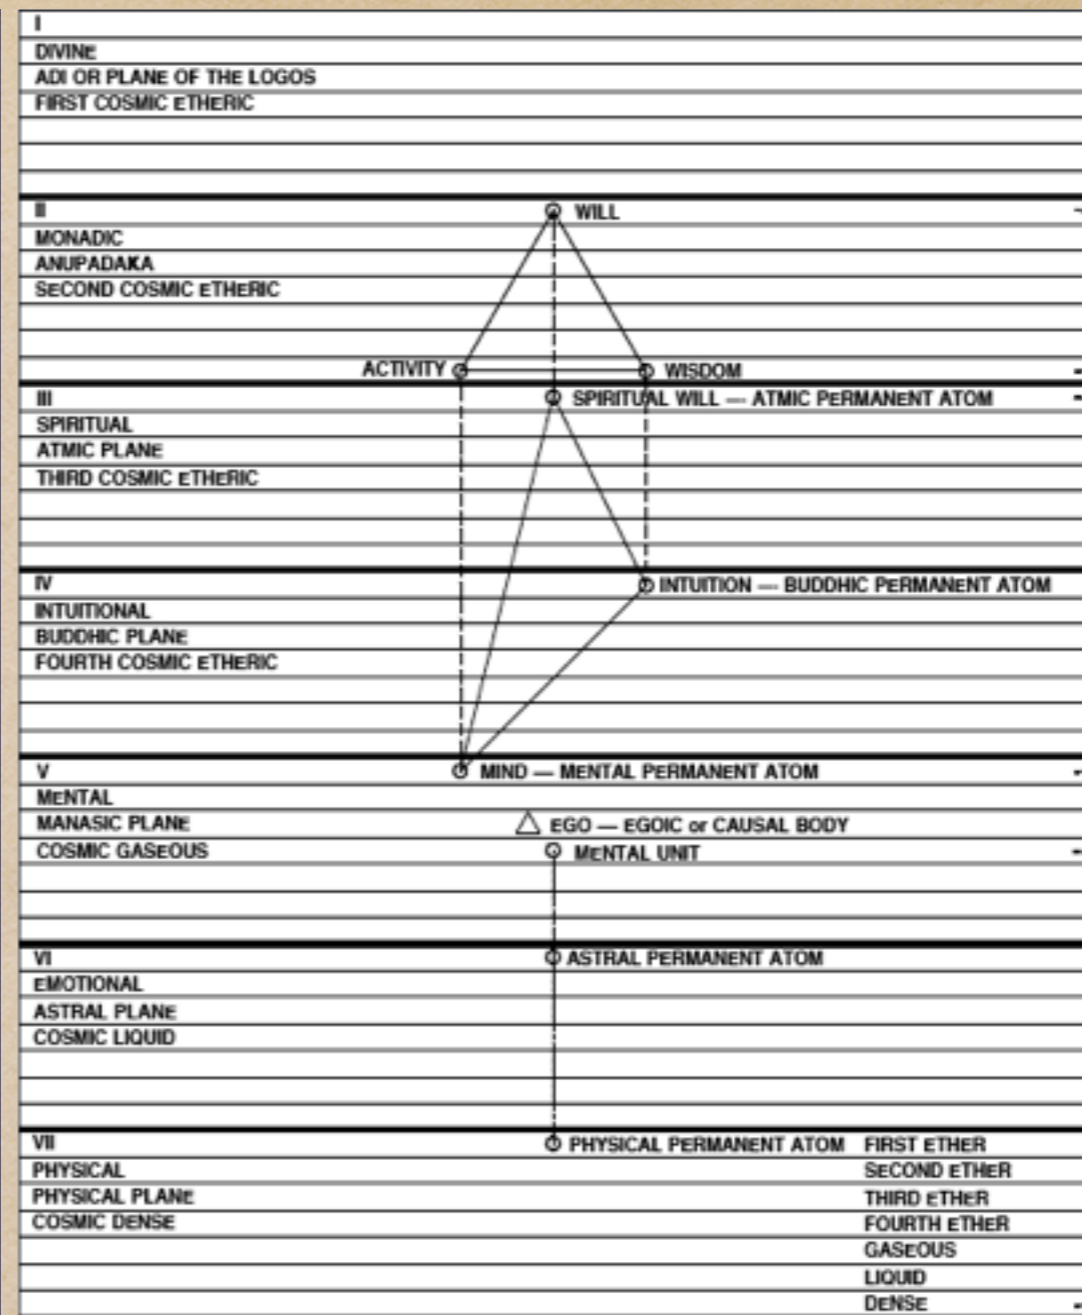 I
DIVINE
ADI OR PLANE OF THE LOGOS
FIRST COSMIC ETHERIC
II
WILL
MONADIC
ANUPADAKA
SECOND COSMIC ETHERIC
ACTIVITY
WISDOM
III
SPIRITUAL WILL — ATMIC PERMANENT ATOM
SPIRITUAL
ATMIC PLANE
THIRD COSMIC ETHERIC
IV
INTUITION — BUDDHIC PERMANENT ATOM
INTUITIONAL
BUDDHIC PLANE
FOURTH COSMIC ETHERIC
V
MIND — MENTAL PERMANENT ATOM
MENTAL
MANASIC PLANE
EGO — EGOIC or CAUSAL BODY
COSMIC GASEOUS
MENTAL UNIT
VI
ASTRAL PERMANENT ATOM
EMOTIONAL
ASTRAL PLANE
COSMIC LIQUID
VII
PHYSICAL PERMANENT ATOM
FIRST ETHER
PHYSICAL
SECOND ETHER
PHYSICAL PLANE
THIRD ETHER
COSMIC DENSE
FOURTH ETHER
GASEOUS
LIQUID
DENSE